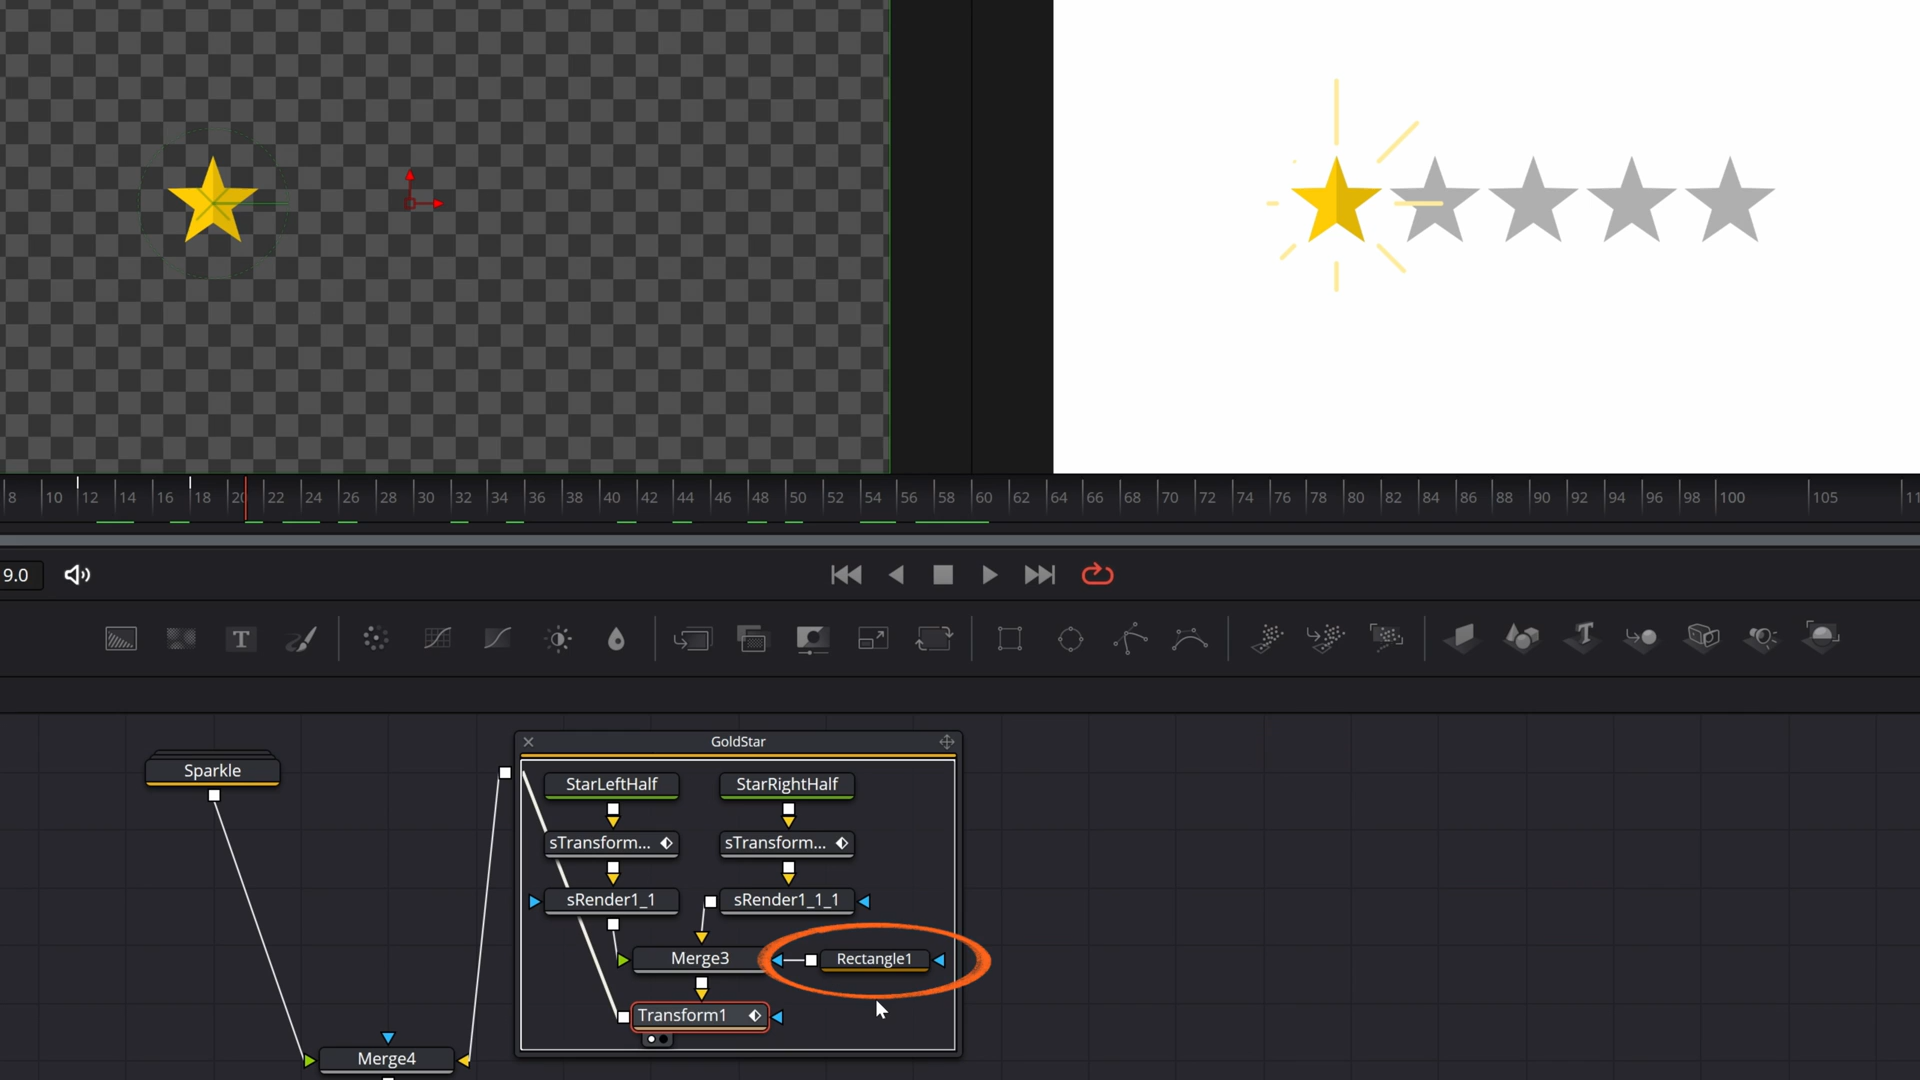 8 10 12 14 16 18 20 22 24 26 28 30 32 34 36 38 40 42 44 46 48 50 52 54 56 58 60 62 64 66 68 70 72 74 76 78 80 82 84 86 88 90 92 94 96 98 100 105 11
9.0
T
GoldStar
Sparkle
StarLeftHalf StarRightHalf
sTransform... sTransform...
sRender1_1 sRender1_1_1
Merge3 Rectangle1
Transform1
Merge4